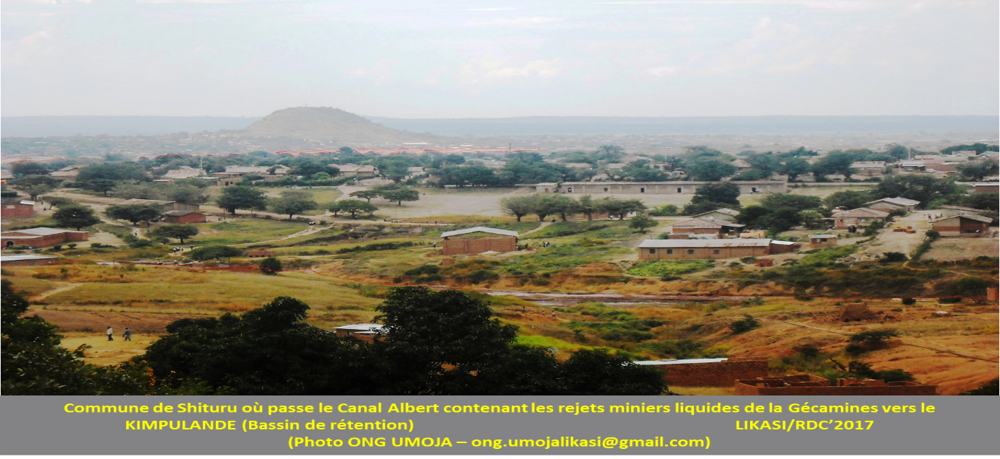 Commune de Shituru où passe le Canal Albert contenant les rejets miniers liquides de la Gécamines vers le
KIMPULANDE (Bassin de rétention) LIKASI/RDC’2017
(Photo ONG UMOJA – ong.umojalikasi@gmail.com)